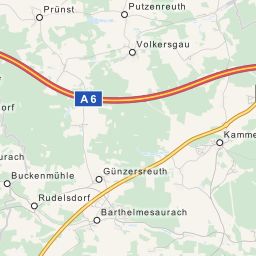 Prünst
Putzenreuth
Volkersgau
A 6
dorf
Kamme
aurach
Günzersreuth
Buckenmühle
Rudelsdorf
Barthelmesaurach